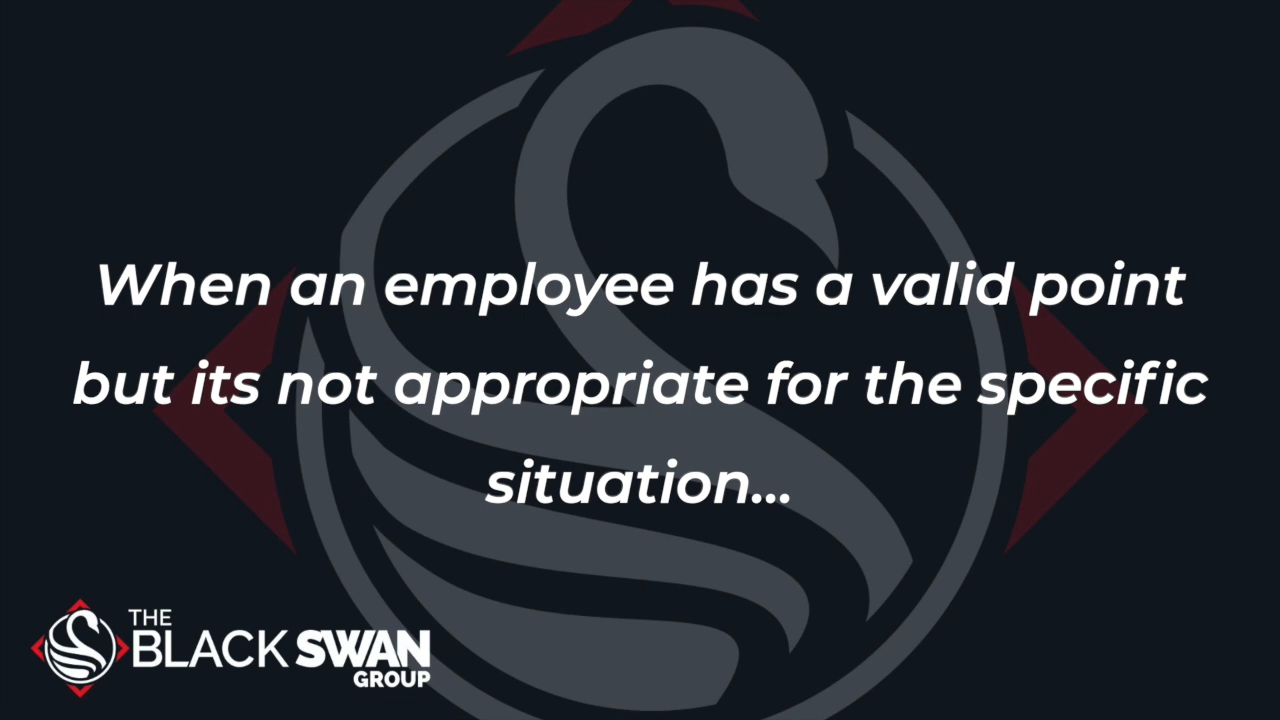 When an employee has a valid point
but its not appropriate for the specific
situation...
THE
BLACK SWAN
GROUP